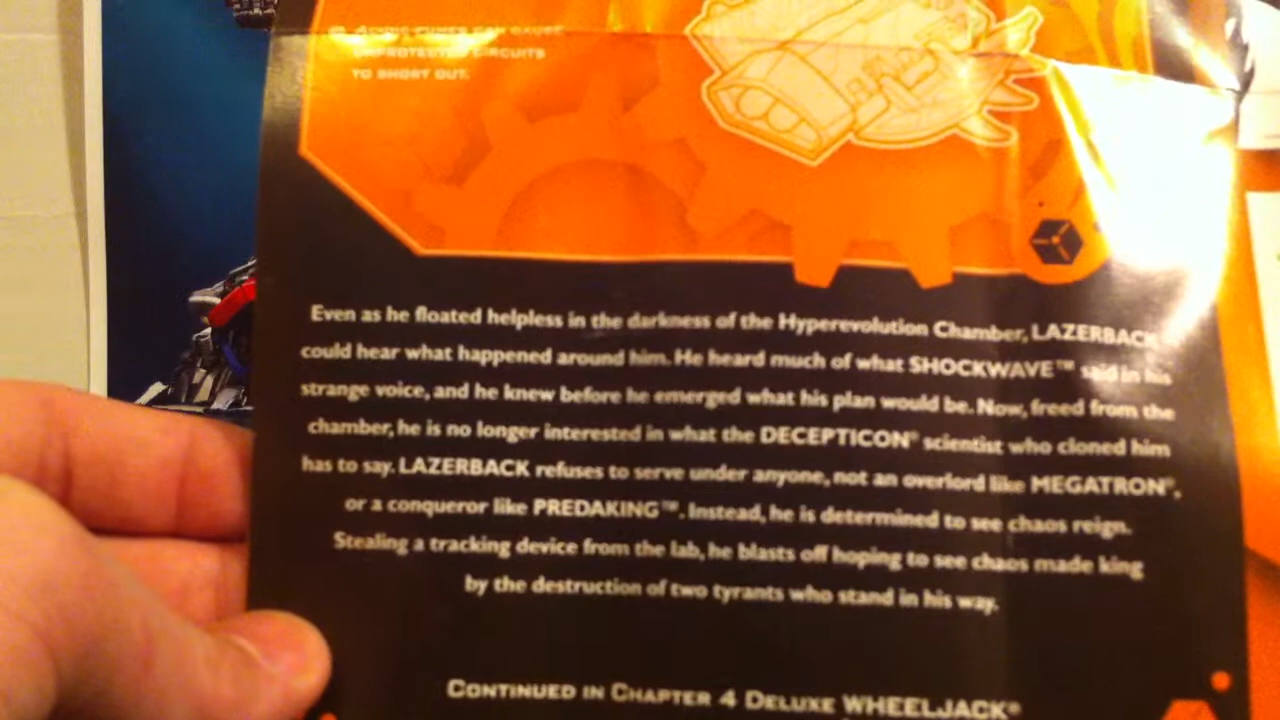 ACIDIC FUMES CAN CAUSE
UNPROTECTED CIRCUITS
TO SHORT OUT.
Even as he floated helpless in the darkness of the Hyperevolution Chamber, LAZERBACK
could hear what happened around him. He heard much of what SHOCKWAVE™ said in his
strange voice, and he knew before he emerged what his plan would be. Now, freed from the
chamber, he is no longer interested in what the DECEPTICON® scientist who cloned him
has to say. LAZERBACK refuses to serve under anyone, not an overlord like MEGATRON®,
or a conqueror like PREDAKING™. Instead, he is determined to see chaos reign.
Stealing a tracking device from the lab, he blasts off hoping to see chaos made king
by the destruction of two tyrants who stand in his way.
CONTINUED IN CHAPTER 4 DELUXE WHEELJACK®